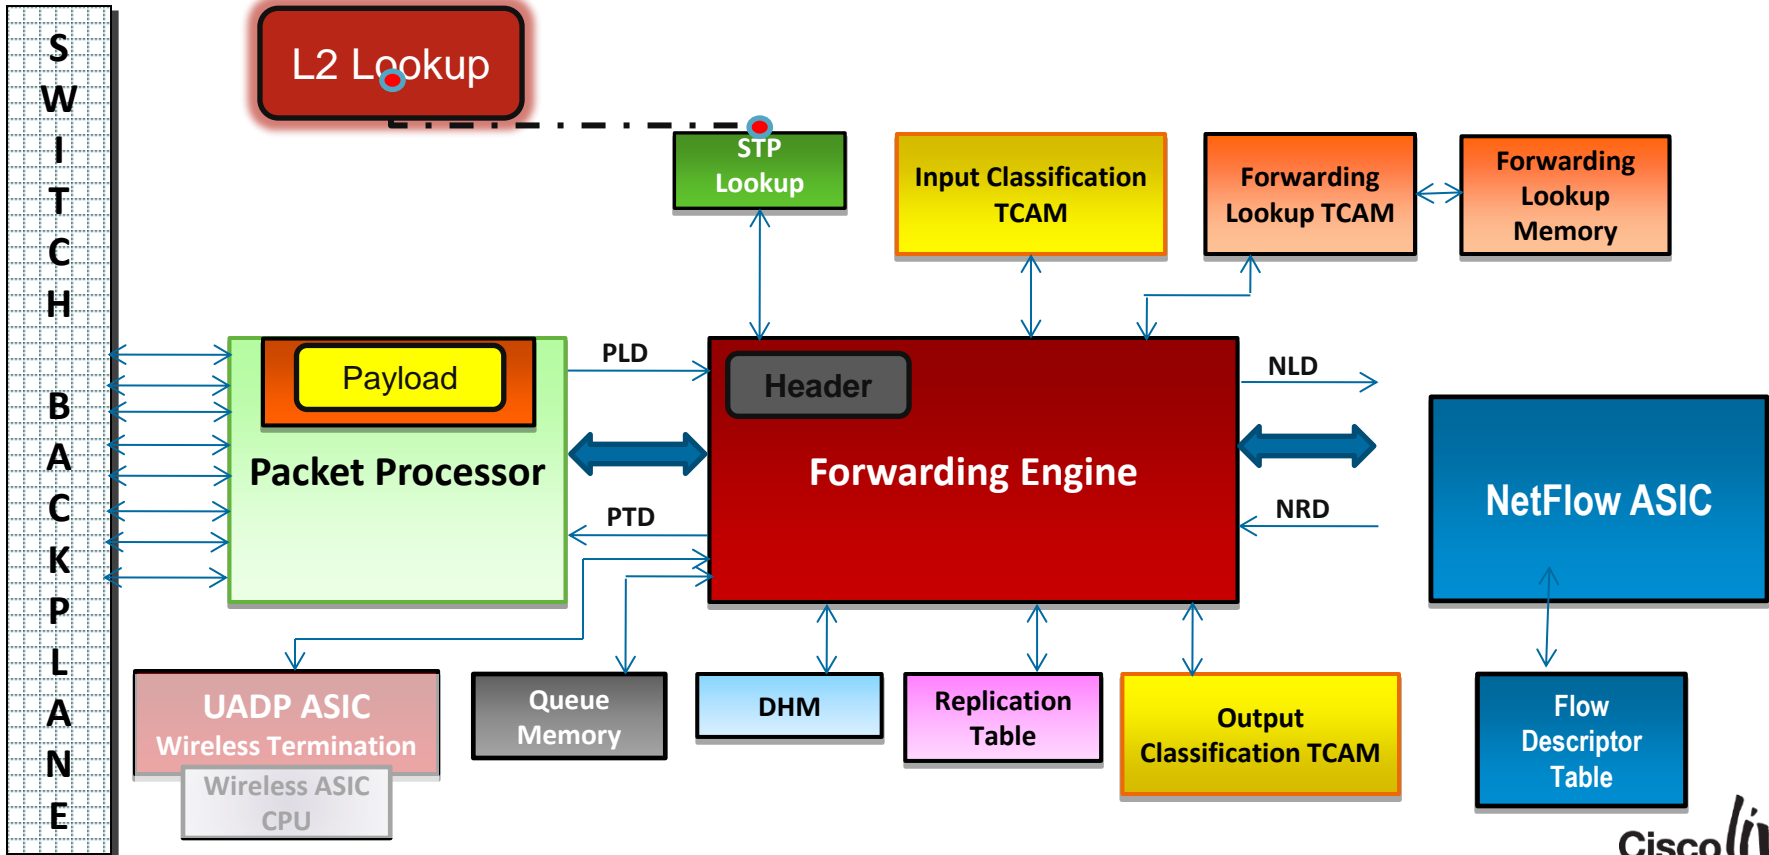 SWITCH BACKPLANE
L2 Lookup
STP
Lookup
Input Classification
TCAM
Forwarding
Lookup TCAM
Forwarding
Lookup
Memory
Payload
Packet Processor
PLD
PTD
Header
Forwarding Engine
NLD
NRD
NetFlow ASIC
UADP ASIC
Wireless Termination
Wireless ASIC
CPU
Queue
Memory
DHM
Replication
Table
Output
Classification TCAM
Flow
Descriptor
Table
Cisco